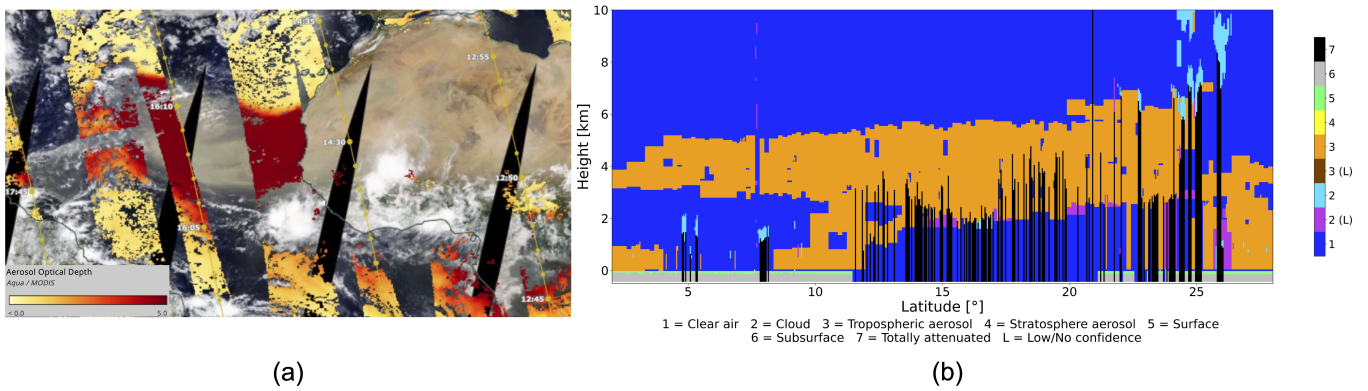 14:35
12:55
16:10
14:30
12:50
17:45
16:05
12:45
Aerosol Optical Depth
Aqua / MODIS
< 0.0 5.0
(a)
10
8
6
4
2
0
Height [km]
5 10 15 20 25
Latitude [°]
7
6
5
4
3
3 (L)
2
2 (L)
1
1 = Clear air 2 = Cloud 3 = Tropospheric aerosol 4 = Stratosphere aerosol 5 = Surface
6 = Subsurface 7 = Totally attenuated L = Low/No confidence
(b)